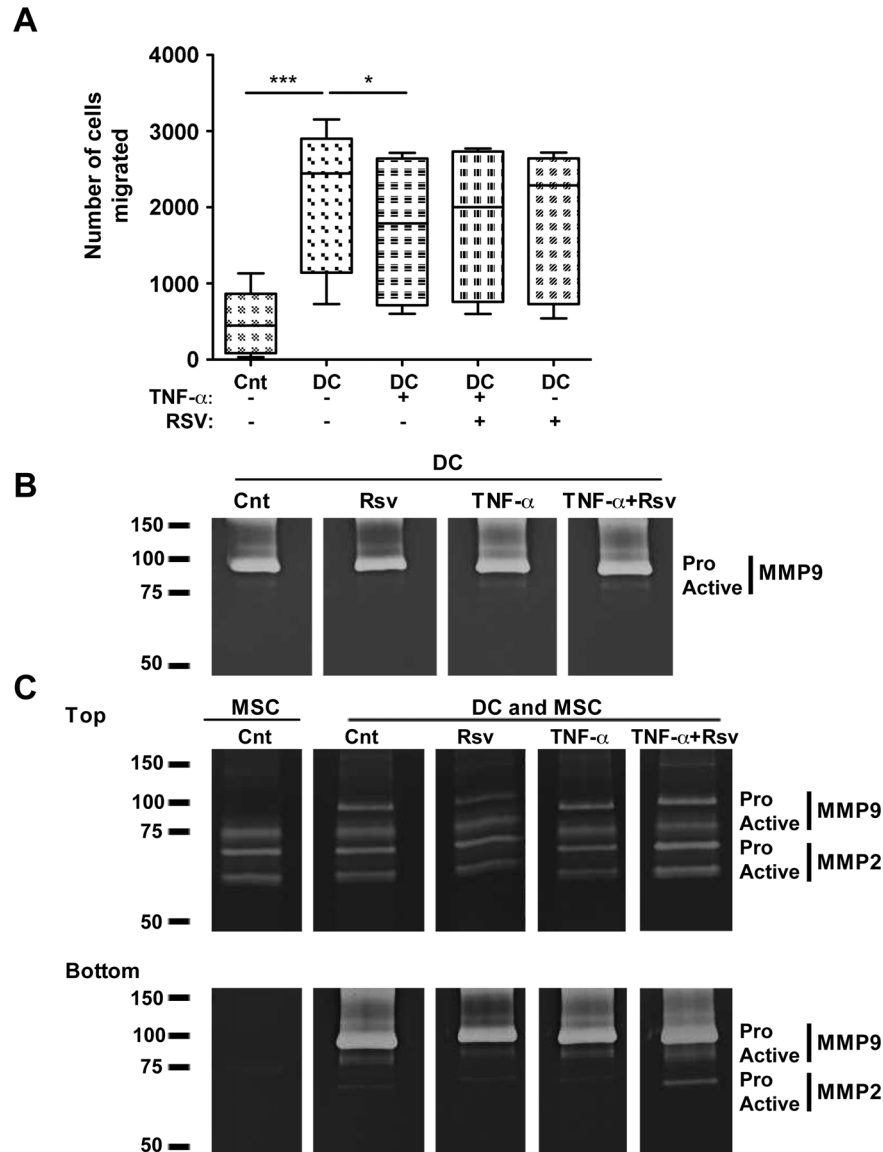 A
4000
3000
2000
1000
0
Number of cells
migrated
*** *
Cnt DC DC DC DC
TNF-α: - - + + -
RSV: - - - + +
B
DC
Cnt Rsv TNF-α TNF-α+Rsv
150
100
75
50
Pro
Active
MMP9
C
Top
MSC DC and MSC
Cnt Cnt Rsv TNF-α TNF-α+Rsv
150
100
75
50
Pro
Active
MMP9
Pro
Active
MMP2
Bottom
150
100
75
50
Pro
Active
MMP9
Pro
Active
MMP2